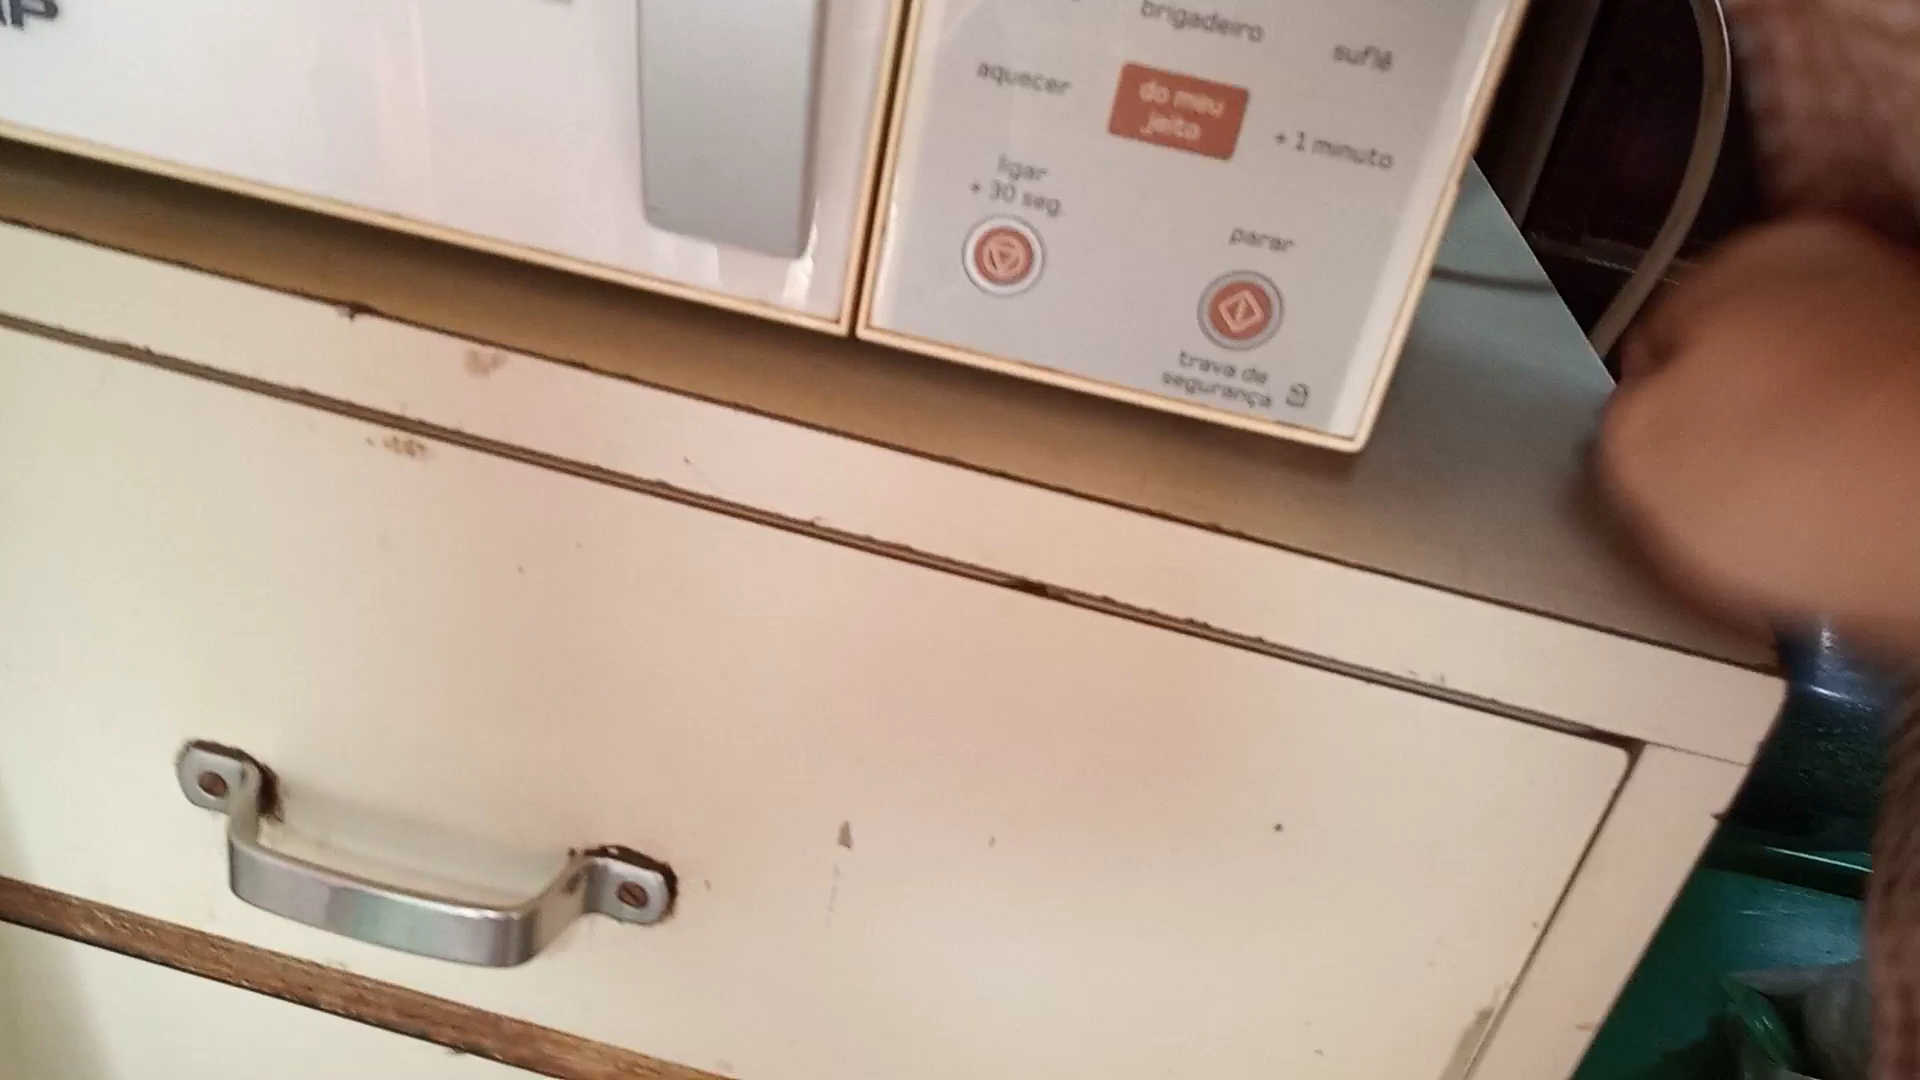 brigadeiro
suflê
aquecer
do meu
jeito
+ 1 minuto
ligar
+ 30 seg.
parar
trava de
segurança